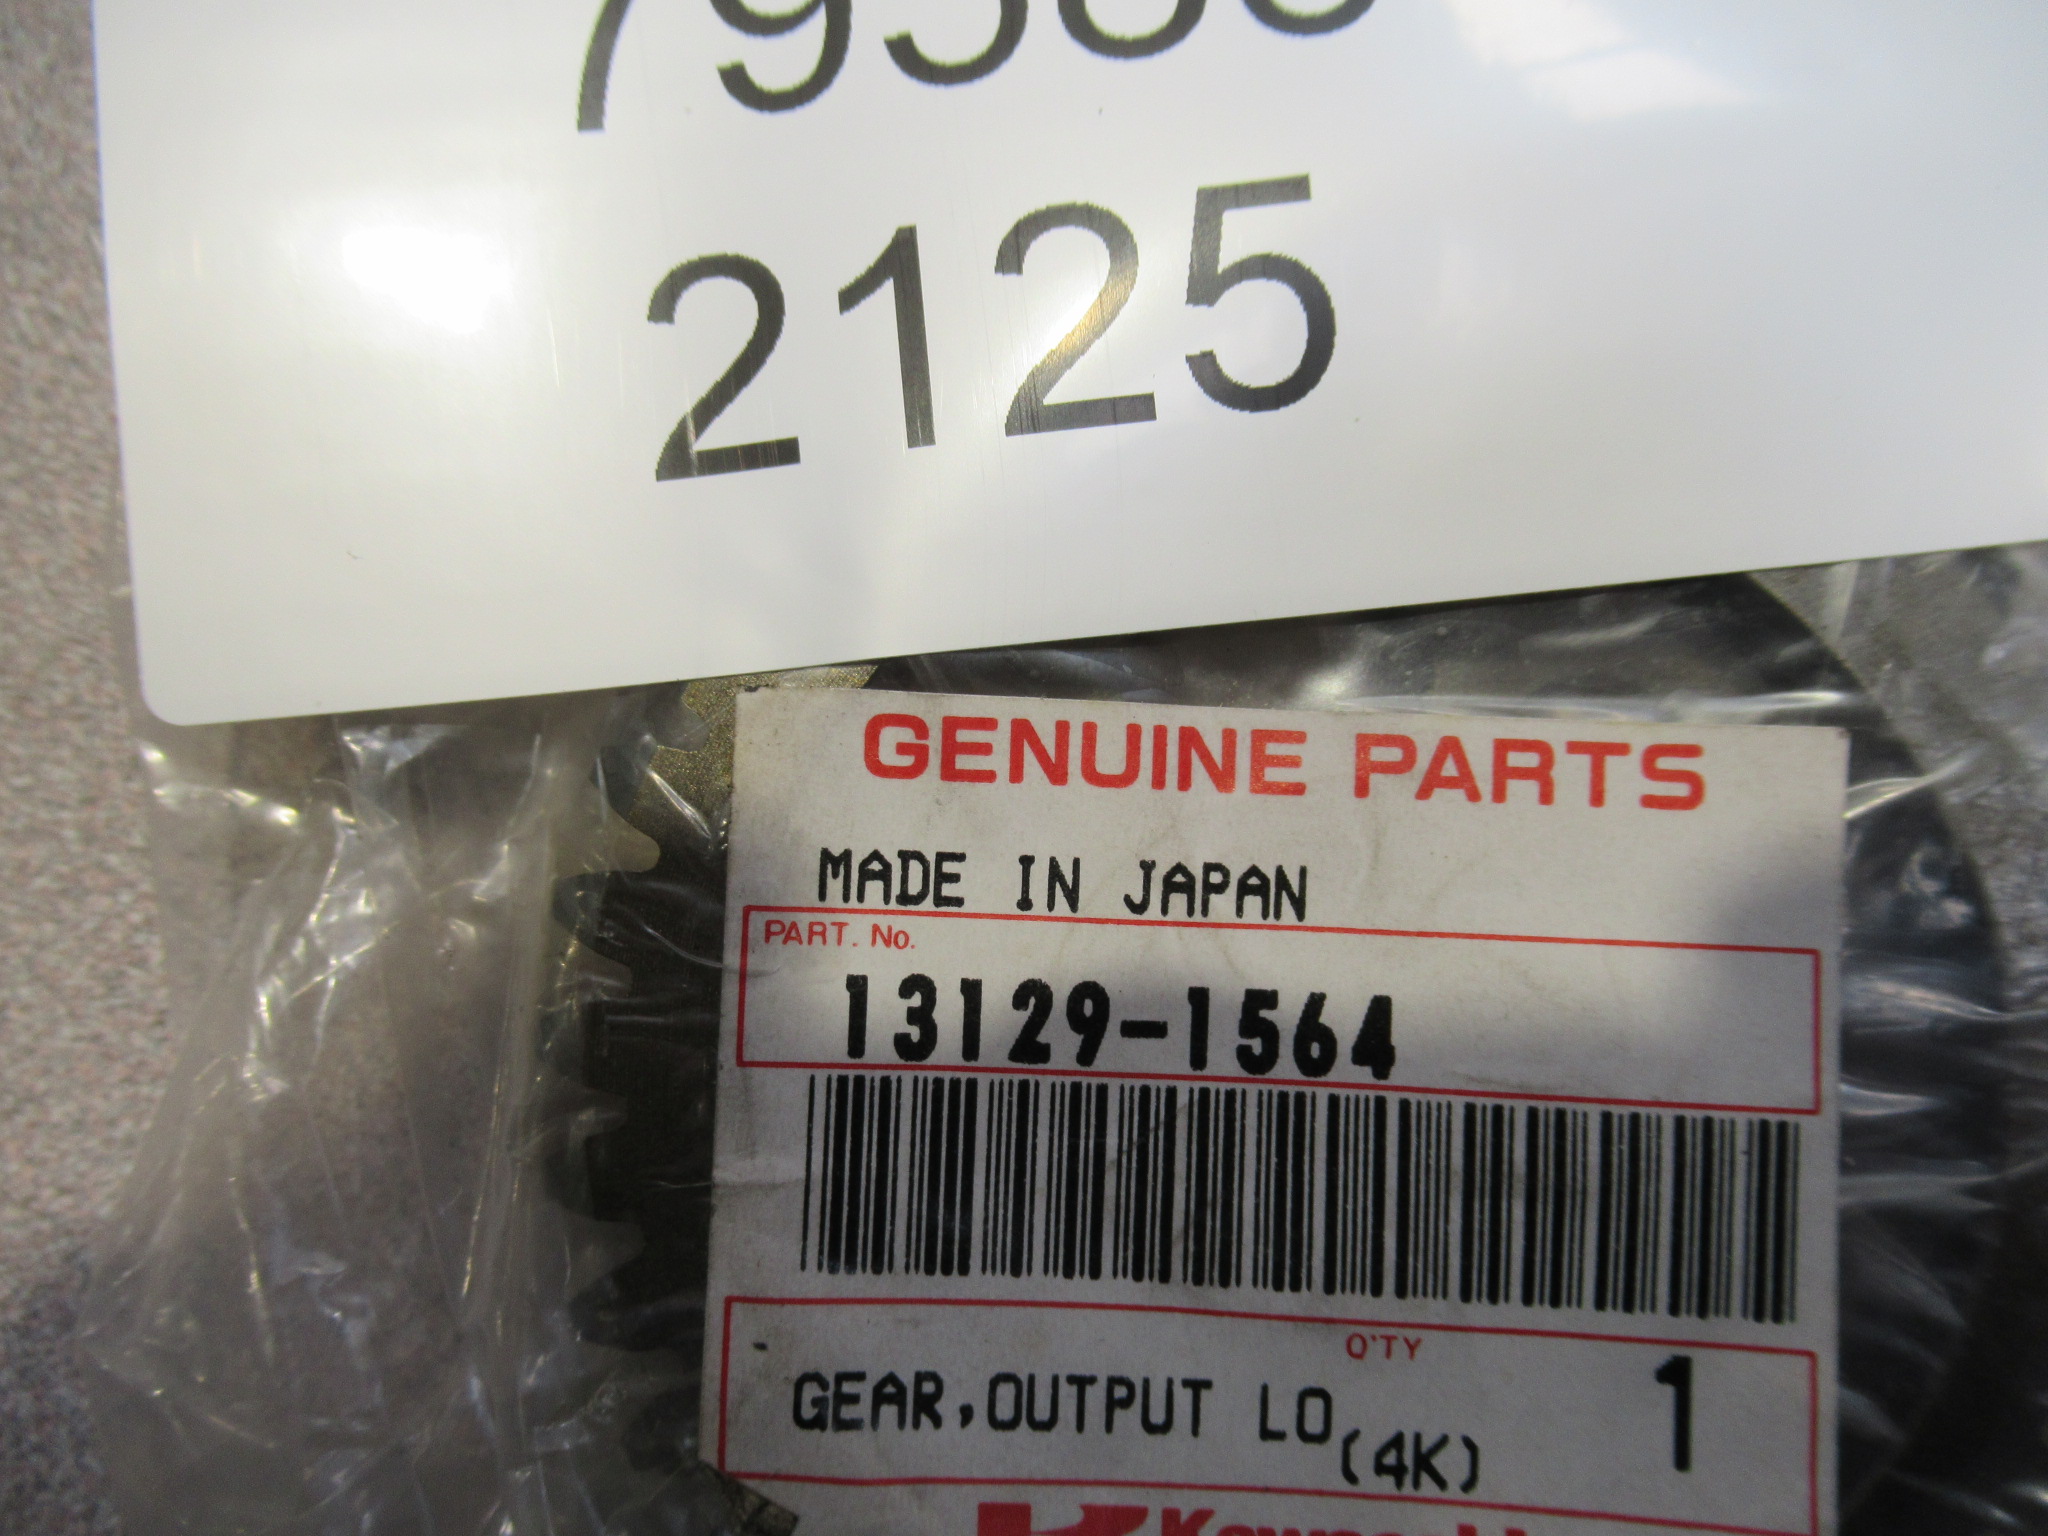 2125
GENUINE PARTS
MADE IN JAPAN
PART. No.
13129-1564
Q'TY
GEAR,OUTPUT LO(4K) 1